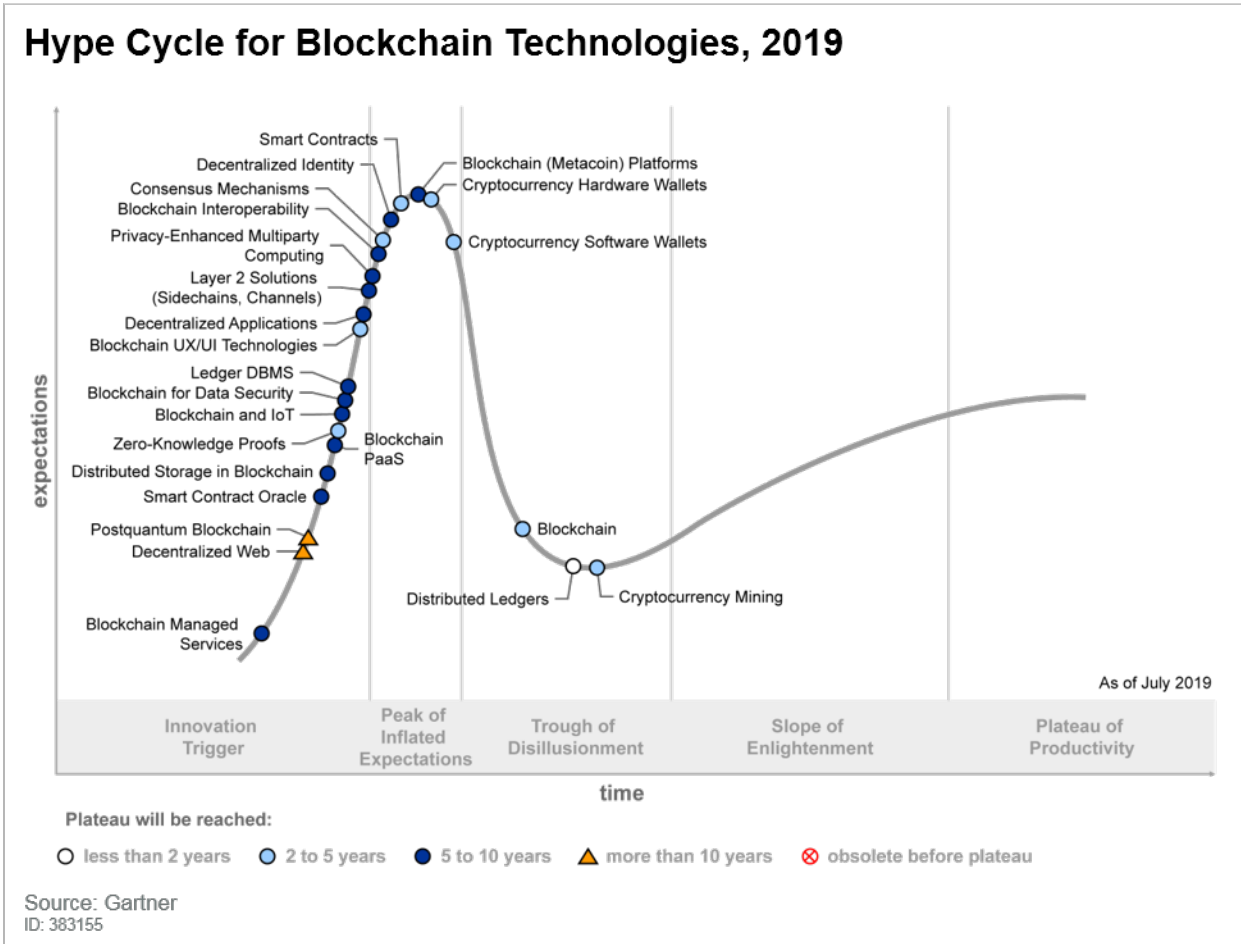 Hype Cycle for Blockchain Technologies, 2019
Smart Contracts
Decentralized Identity
Consensus Mechanisms
Blockchain Interoperability
Privacy-Enhanced Multiparty
Computing
Layer 2 Solutions
(Sidechains, Channels)
Decentralized Applications
Blockchain UX/UI Technologies
Ledger DBMS
Blockchain for Data Security
Blockchain and IoT
Zero-Knowledge Proofs
Blockchain
PaaS
Distributed Storage in Blockchain
Smart Contract Oracle
Postquantum Blockchain
Decentralized Web
Blockchain Managed
Services
Blockchain (Metacoin) Platforms
Cryptocurrency Hardware Wallets
Cryptocurrency Software Wallets
Blockchain
Distributed Ledgers
Cryptocurrency Mining
expectations
As of July 2019
Innovation
Trigger
Peak of
Inflated
Expectations
Trough of
Disillusionment
Slope of
Enlightenment
Plateau of
Productivity
time
Plateau will be reached:
less than 2 years
2 to 5 years
5 to 10 years
more than 10 years
obsolete before plateau
Source: Gartner
ID: 383155